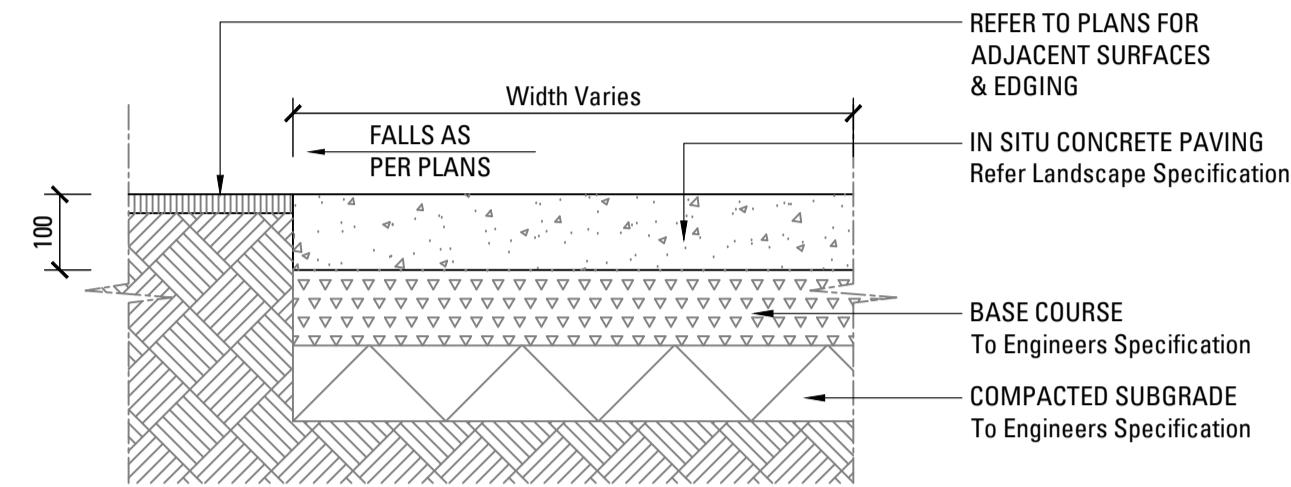 REFER TO PLANS FOR
ADJACENT SURFACES
& EDGING
Width Varies
FALLS AS
PER PLANS
IN SITU CONCRETE PAVING
Refer Landscape Specification
100
BASE COURSE
To Engineers Specification
COMPACTED SUBGRADE
To Engineers Specification